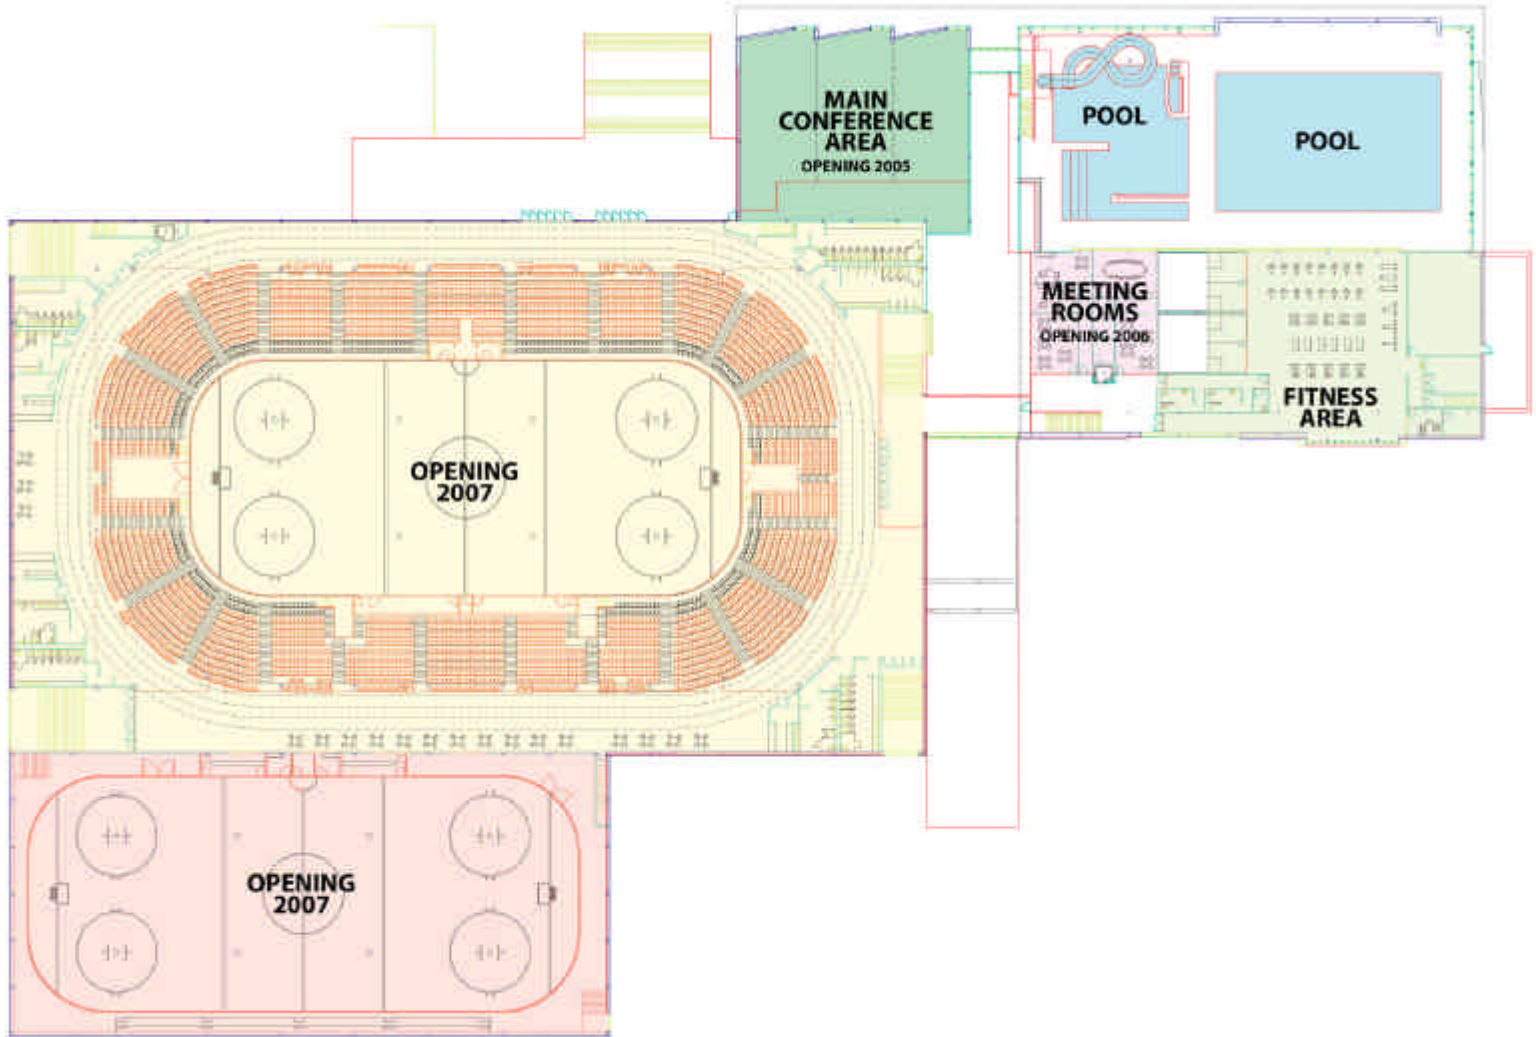 MAIN
CONFERENCE
AREA
OPENING 2005
POOL
POOL
MEETING
ROOMS
OPENING 2006
FITNESS
AREA
OPENING
2007
OPENING
2007